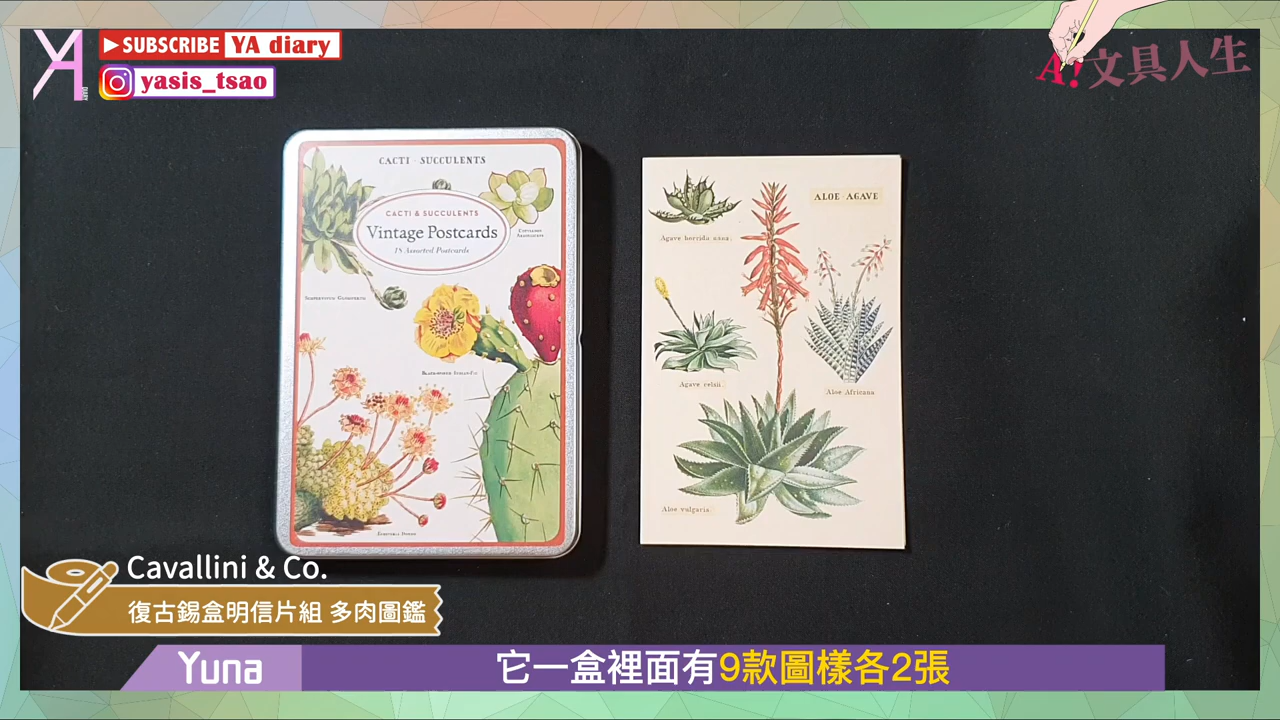 YA
DIARY
SUBSCRIBE YA diary
yasis_tsao
A!文具人生
CACTI · SUCCULENTS
CACTI & SUCCULENTS
Vintage Postcards
18 Assorted Postcards
ALOE · AGAVE
Agave horrida nana.
Agave celsii.
Aloe Africana
Aloe vulgaris.
Cavallini & Co.
復古錫盒明信片組 多肉圖鑑
Yuna
它一盒裡面有9款圖樣各2張